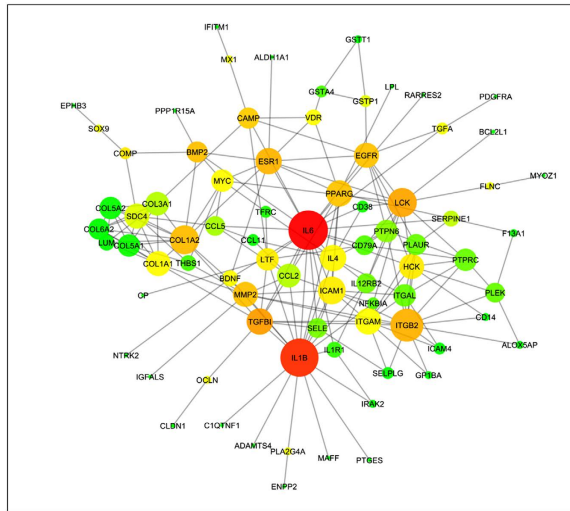 IFITM1
GSTT1
MX1
ALDH1A1
GSTA4
LPL
RARRES2
PDGFRA
EPHB3
PPP1R15A
CAMP
VDR
GSTP1
TGFA
BCL2L1
SOX9
COMP
BMP2
ESR1
EGFR
MYC
PPARG
FLNC
MYOZ1
COL3A1
COL5A2
SDC4
TFRC
CD38
LCK
SERPINE1
COL6A2
CCL5
IL6
PTPN6
F13A1
LUM
COL5A1
COL1A2
CCL11
CD79A
PLAUR
COL1A1
THBS1
LTF
IL4
HCK
PTPRC
BDNF
CCL2
IL12RB2
CP
MMP2
ICAM1
NFKBIA
ITGAL
PLEK
TGFBI
SELE
ITGAM
ITGB2
CD14
NTRK2
IL1R1
ICAM4
ALOX5AP
IGFALS
OCLN
IL1B
SELPLG
GP1BA
CLDN1
C1QTNF1
IRAK2
ADAMTS4
PLA2G4A
MAFF
PTGES
ENPP2